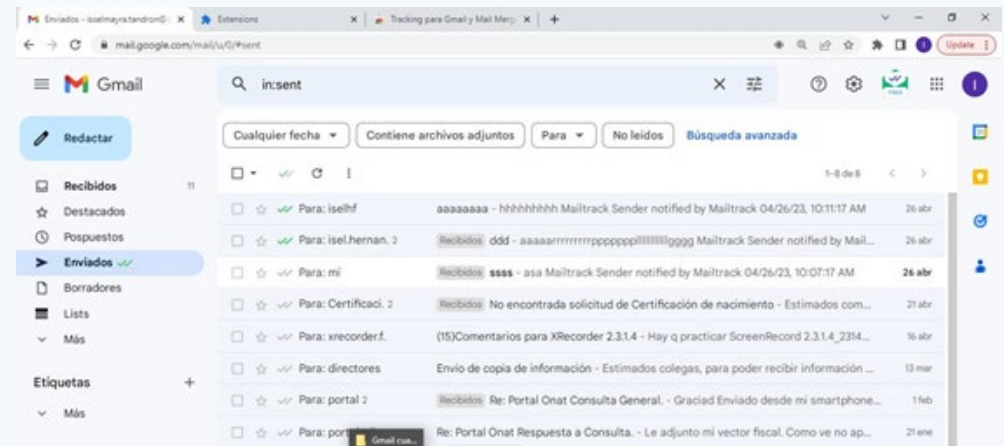 Enviados - isselmayra.tandron@
Extensions
Tracking para Gmail y Mail Merg
mail.google.com/mail/u/0/#sent
Update
Gmail
in:sent
I
Redactar
Cualquier fecha
Contiene archivos adjuntos
Para
No leídos
Búsqueda avanzada
1–8 de 8
Recibidos 11
Destacados
Pospuestos
Enviados
Borradores
Lists
Más
Etiquetas +
Más
Para: iselhf aaaaaaaa - hhhhhhhhh Mailtrack Sender notified by Mailtrack 04/26/23, 10:11:17 AM 26 abr
Para: isel.hernan. 2 Recibidos ddd - Mailtrack Sender notified by Mail... 26 abr
Para: mí Recibidos ssss - asa Mailtrack Sender notified by Mailtrack 04/26/23, 10:07:17 AM 26 abr
Para: Certificaci. 2 Recibidos No encontrada solicitud de Certificación de nacimiento - Estimados com... 21 abr
Para: xrecorder.f. (15)Comentarios para XRecorder 2.3.1.4 - Hay q practicar ScreenRecord 2.3.1.4_2314... 16 abr
Para: directores Envio de copia de información - Estimados colegas, para poder recibir información ... 13 mar
Para: portal 2 Recibidos Re: Portal Onat Consulta General. - Graciad Enviado desde mi smartphone... 1 feb
Para: port Re: Portal Onat Respuesta a Consulta. - Le adjunto mi vector fiscal. Como ve no ap... 21 ene
Gmail cua...